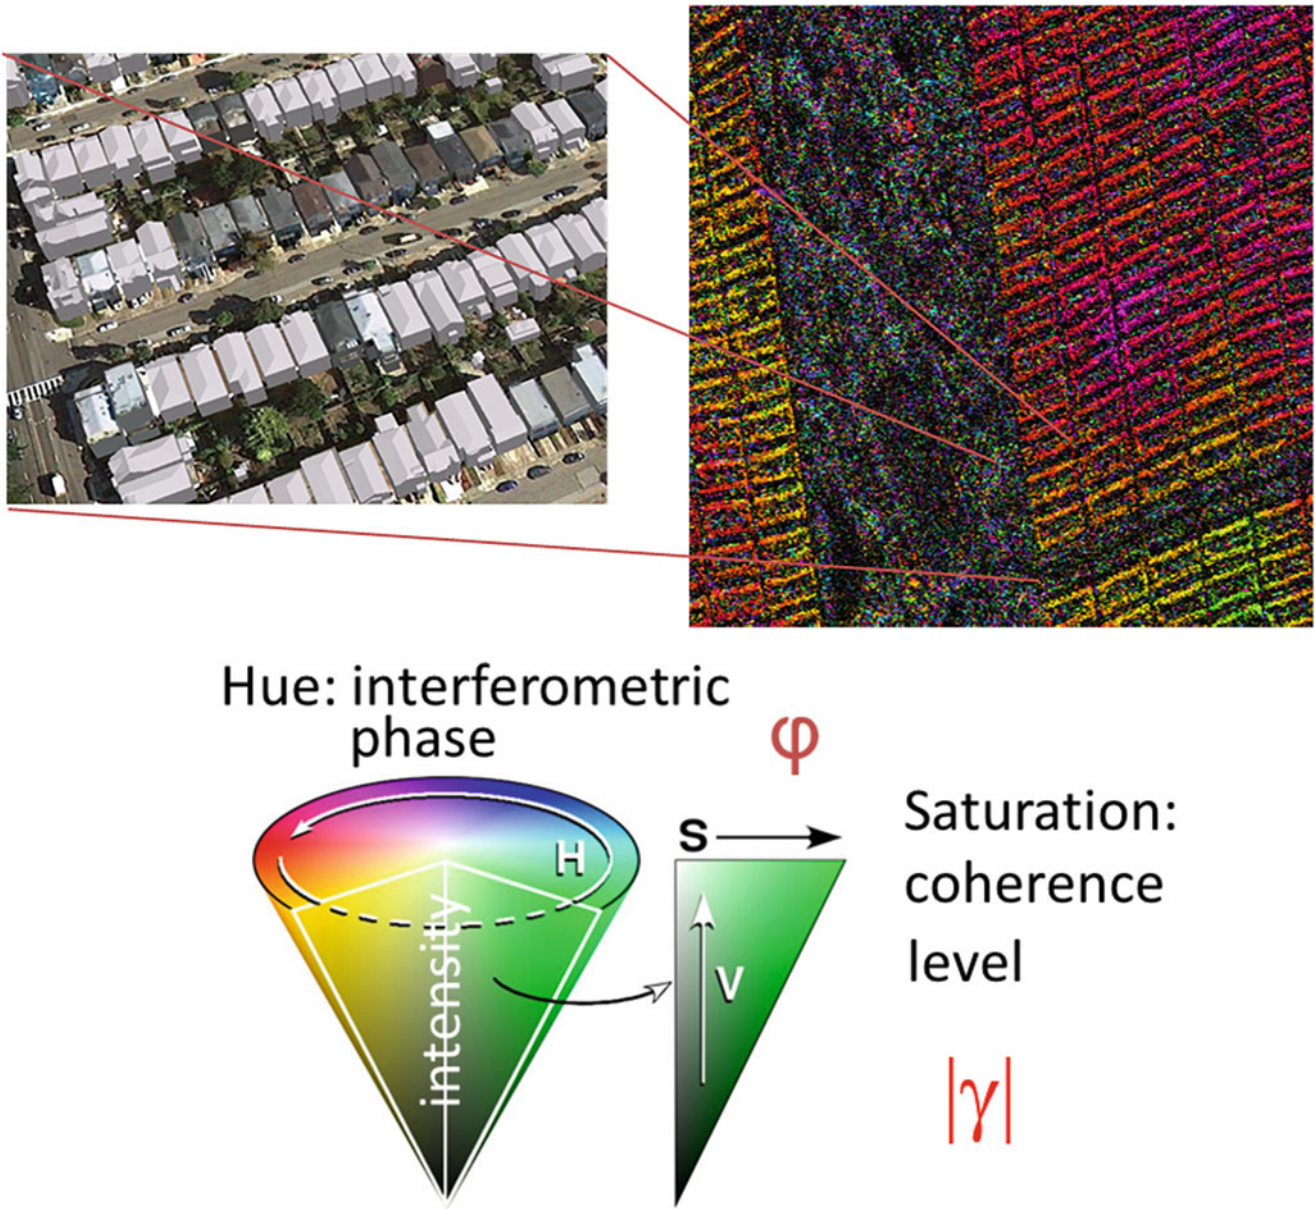 Hue: interferometric
phase
φ
S
Saturation:
coherence
level
H
intensity
V
|γ|